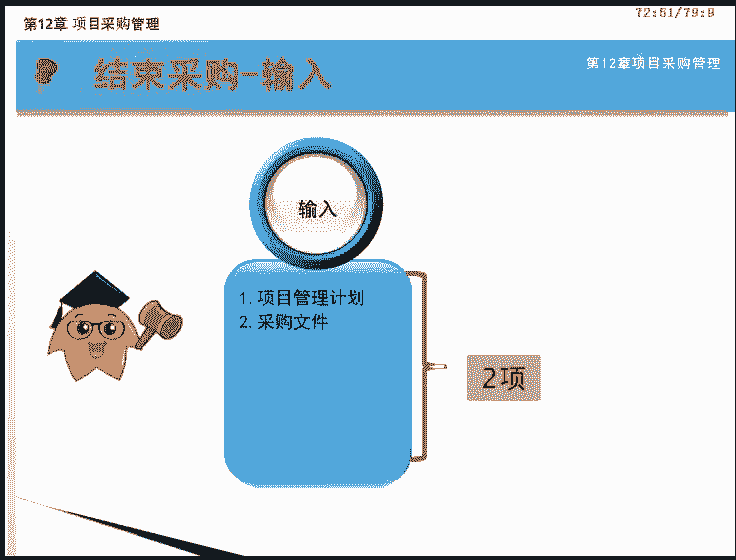 72:51/79:9
第12章 项目采购管理
结束采购-输入
第12章项目采购管理
输入
1. 项目管理计划
2. 采购文件
2项